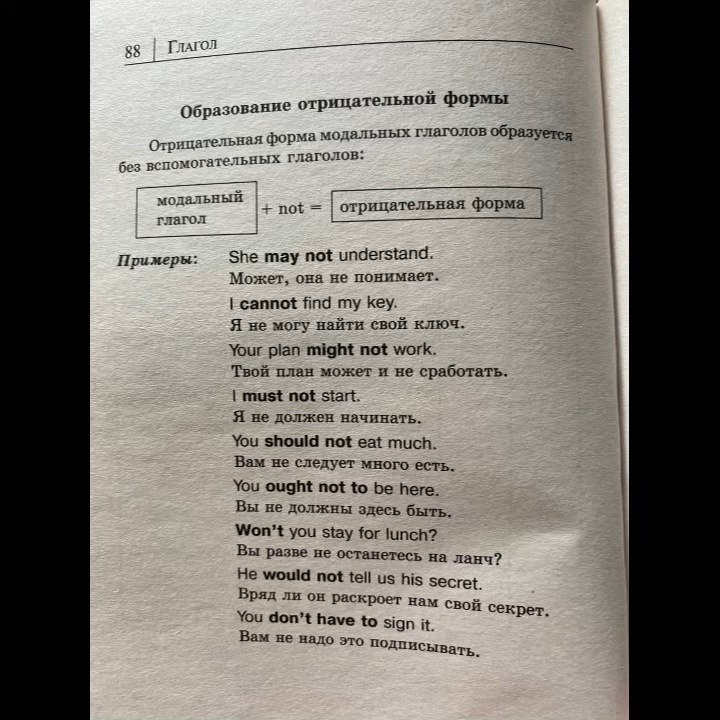 88 | Глагол
Образование отрицательной формы
Отрицательная форма модальных глаголов образуется
без вспомогательных глаголов:
модальный
глагол
+ not =
отрицательная форма
Примеры: She may not understand.
Может, она не понимает.
I cannot find my key.
Я не могу найти свой ключ.
Your plan might not work.
Твой план может и не сработать.
I must not start.
Я не должен начинать.
You should not eat much.
Вам не следует много есть.
You ought not to be here.
Вы не должны здесь быть.
Won't you stay for lunch?
Вы разве не останетесь на ланч?
He would not tell us his secret.
Вряд ли он раскроет нам свой секрет.
You don't have to sign it.
Вам не надо это подписывать.